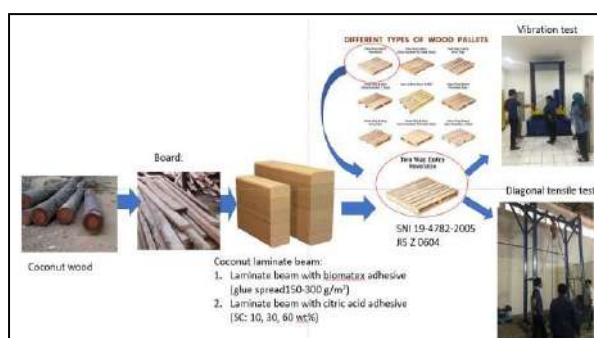 Vibration test
DIFFERENT TYPES OF WOOD PALLETS
Board:
Two Way Entry
Reversible
Diagonal tensile test
SNI 19-4782-2005
JIS Z 0604
Coconut wood
Coconut laminate beam:
1. Laminate beam with biomatex adhesive
(glue spread150-300 g/m²)
2. Laminate beam with citric acid adhesive
(SC: 10, 30, 60 wt%)